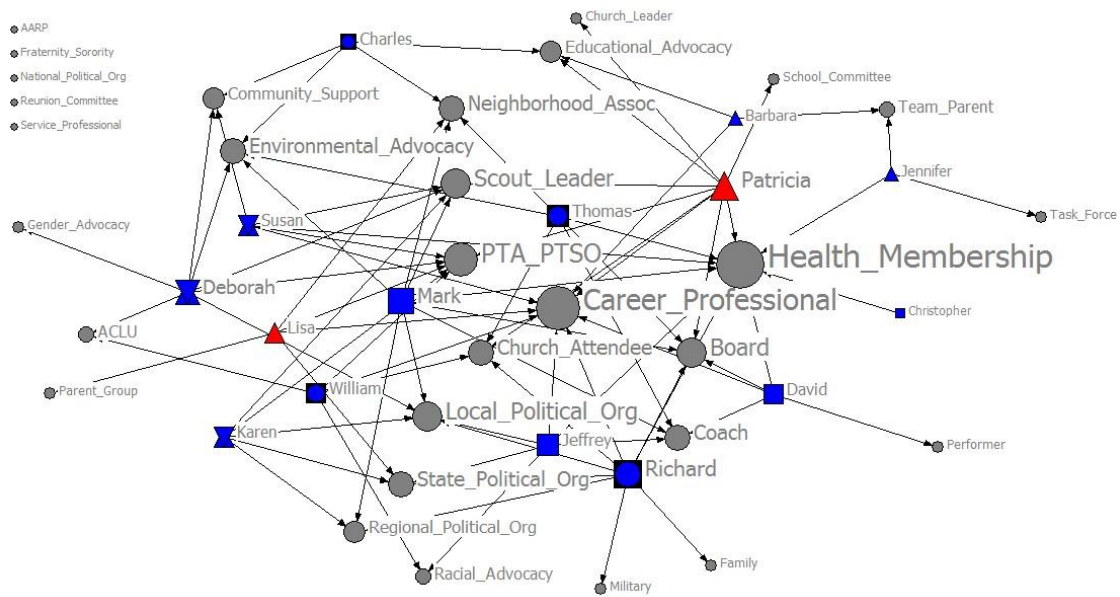 Church_Leader
AARP
Charles
Educational_Advocacy
Fraternity_Sorority
National_Political_Org
School_Committee
Community_Support
Neighborhood_Assoc
Team_Parent
Reunion_Committee
Barbara
Service_Professional
Environmental_Advocacy
Scout_Leader
Patricia
Jennifer
Gender_Advocacy
Susan
Thomas
Task_Force
PTA_PTSO
Health_Membership
Deborah
Mark
Career_Professional
Christopher
ACLU
Lisa
Church_Attendee
Board
Parent_Group
William
David
Karen
Local_Political_Org
Jeffrey
Coach
Performer
State_Political_Org
Richard
Regional_Political_Org
Racial_Advocacy
Family
Military